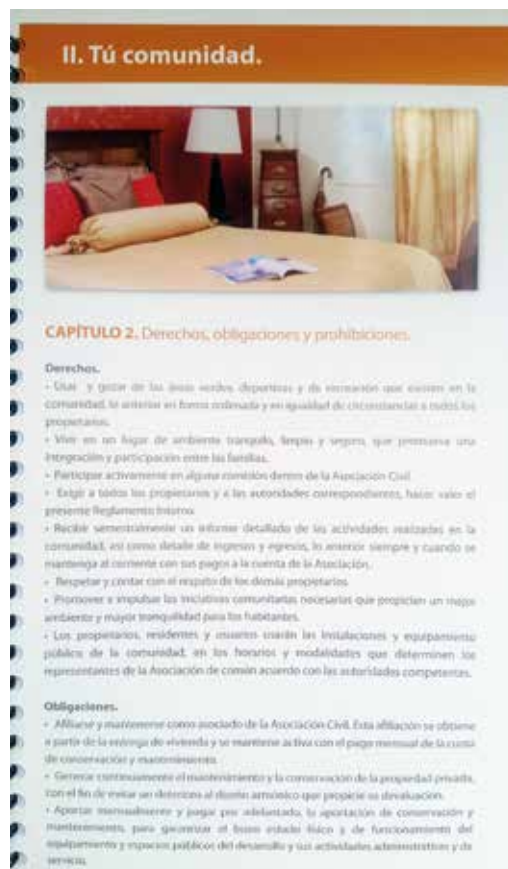 II. Tú comunidad.
CAPÍTULO 2. Derechos, obligaciones y prohibiciones.
Derechos.
• Usar y gozar de las áreas verdes, deportivas y de recreación que existen en la
comunidad, lo anterior en forma ordenada y en igualdad de circunstancias a todos los
propietarios.
• Vivir en un lugar de ambiente tranquilo, limpio y seguro, que promueva una
integración y participación entre las familias.
• Participar activamente en alguna comisión dentro de la Asociación Civil.
• Exigir a todos los propietarios y a las autoridades correspondientes, hacer valer el
presente Reglamento Interno.
• Recibir semestralmente un informe detallado de las actividades realizadas en la
comunidad, así como detalle de ingresos y egresos, lo anterior siempre y cuando se
mantenga al corriente con sus pagos a la cuenta de la Asociación.
• Respetar y contar con el respeto de los demás propietarios.
• Promover e impulsar las iniciativas comunitarias necesarias que propicien un mejor
ambiente y mayor tranquilidad para los habitantes.
• Los propietarios, residentes y usuarios usarán las instalaciones y equipamiento
público de la comunidad, en los horarios y modalidades que determinen los
representantes de la Asociación de común acuerdo con las autoridades competentes.
Obligaciones.
• Afiliarse y mantenerse como asociado de la Asociación Civil. Esta afiliación se obtiene
a partir de la entrega de vivienda y se mantiene activa con el pago mensual de la cuota
de conservación y mantenimiento.
• Generar continuamente el mantenimiento y la conservación de la propiedad privada,
con el fin de evitar un deterioro al diseño armónico que propicie su devaluación.
• Aportar mensualmente y pagar por adelantado, la aportación de conservación y
mantenimiento, para garantizar el buen estado físico y de funcionamiento del
equipamiento y espacios públicos del desarrollo y sus actividades administrativas y de
servicio.